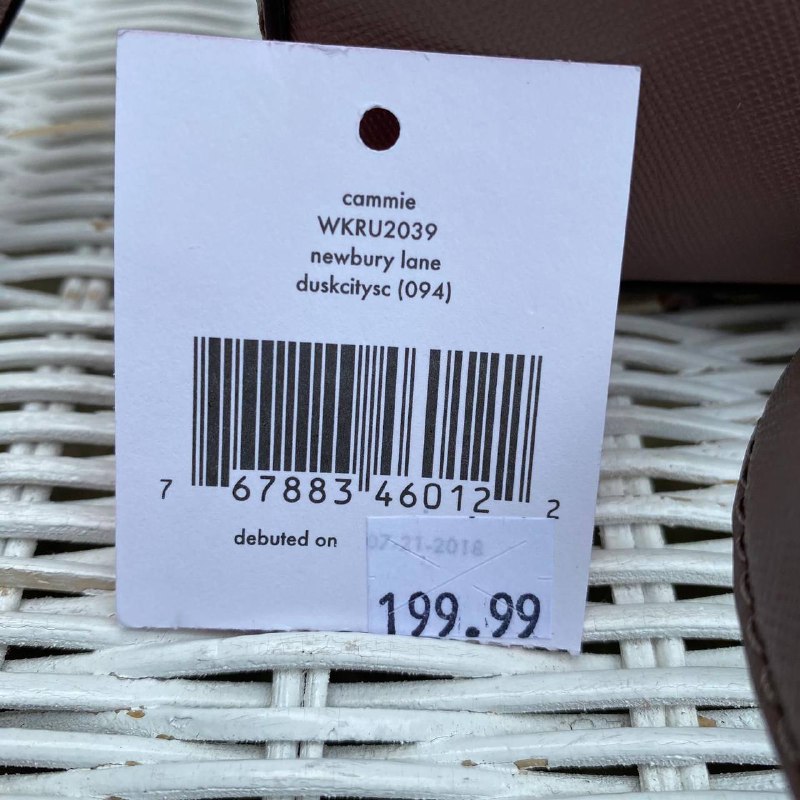 cammie
WKRU2039
newbury lane
duskcitysc (094)
7 67883 46012 2
debuted on 07-21-2018
199.99